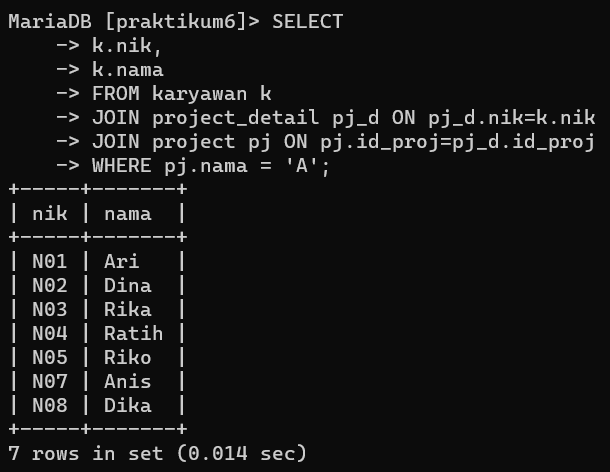 MariaDB [praktikum6]> SELECT
    -> k.nik,
    -> k.nama
    -> FROM karyawan k
    -> JOIN project_detail pj_d ON pj_d.nik=k.nik
    -> JOIN project pj ON pj.id_proj=pj_d.id_proj
    -> WHERE pj.nama = 'A';
+-----+-------+
| nik | nama  |
+-----+-------+
| N01 | Ari   |
| N02 | Dina  |
| N03 | Rika  |
| N04 | Ratih |
| N05 | Riko  |
| N07 | Anis  |
| N08 | Dika  |
+-----+-------+
7 rows in set (0.014 sec)